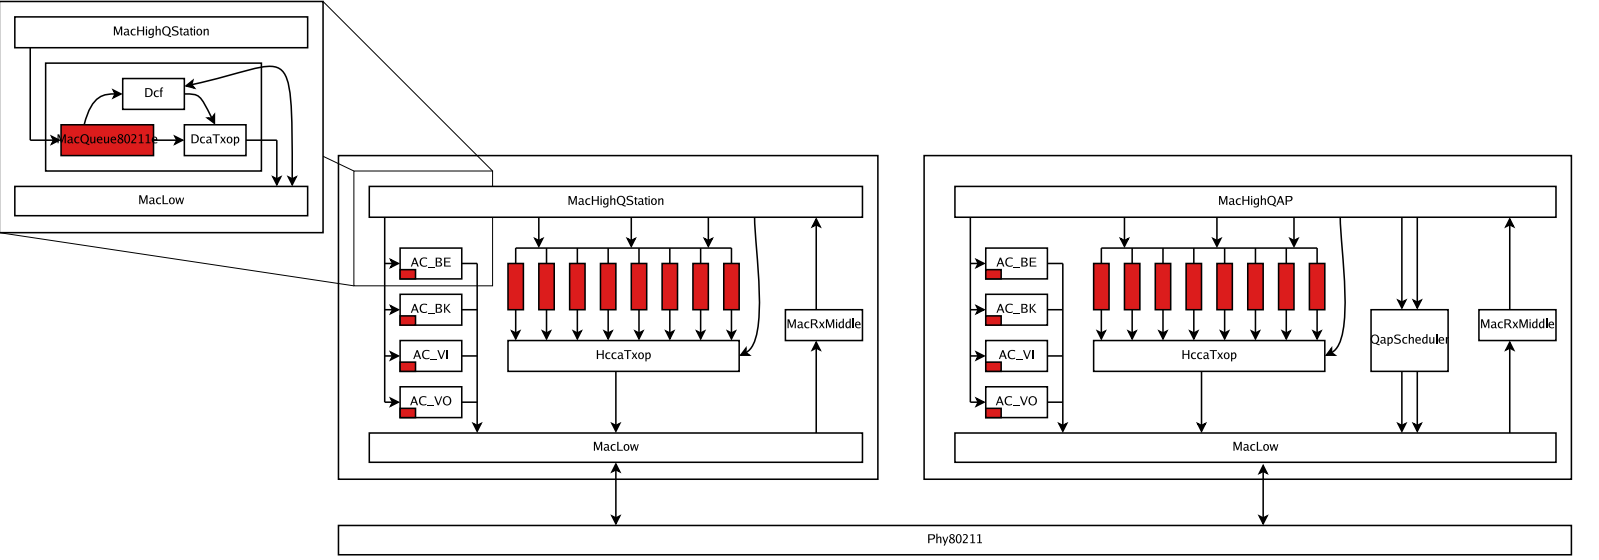 MacHighQStation
Dcf
MacQueue80211e
DcaTxop
MacLow
MacHighQStation
AC_BE
AC_BK
AC_VI
AC_VO
HccaTxop
MacRxMiddle
MacLow
MacHighQAP
AC_BE
AC_BK
AC_VI
AC_VO
HccaTxop
QapScheduler
MacRxMiddle
MacLow
Phy80211